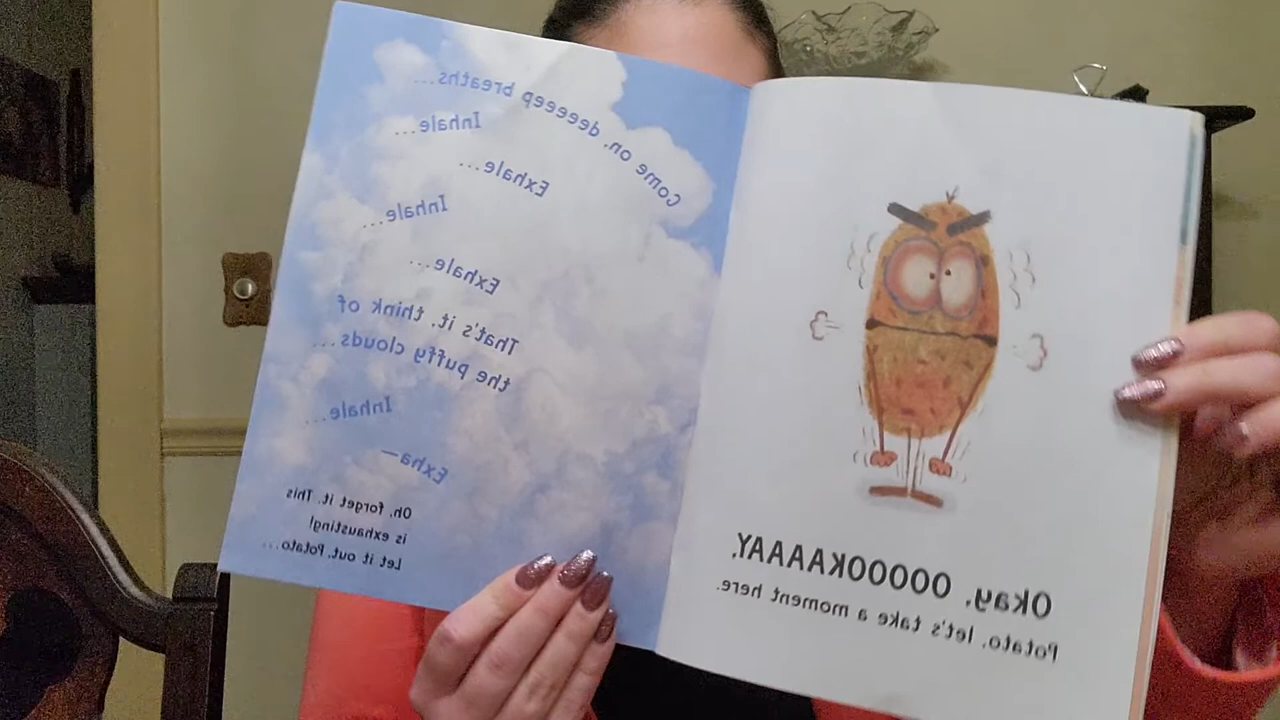 Okay, OOOOOKAAAAY,
Potato, let's take a moment here.
Come on, deeeeep breaths...
Inhale...
Exhale...
Inhale...
Exhale...
That's it, think of
the puffy clouds...
Inhale...
Exha—
Oh, forget it. This
is exhausting!
Let it out, Potato...